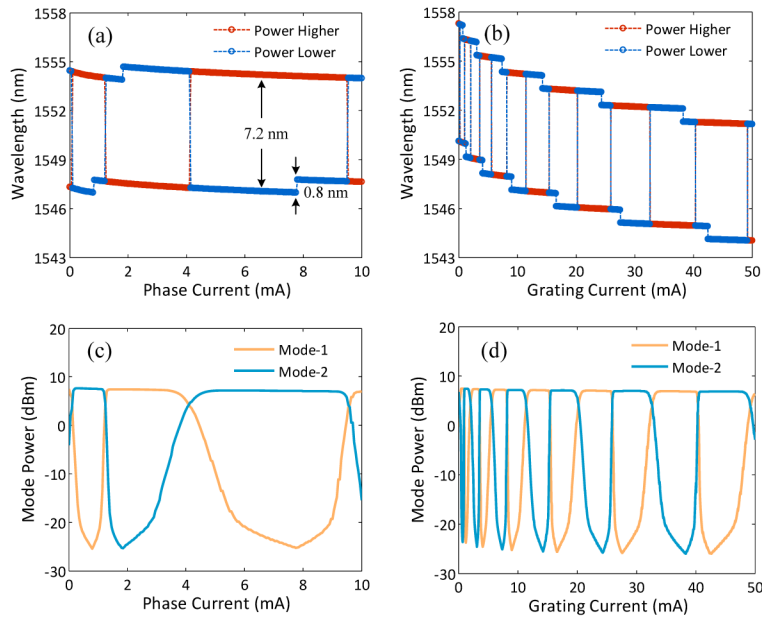 (a)
Power Higher
Power Lower
7.2 nm
0.8 nm
1558
1554
1550
1546
1543
Wavelength (nm)
0 2 4 6 8 10
Phase Current (mA)
(b)
Power Higher
Power Lower
1558
1554
1552
1549
1546
1543
Wavelength (nm)
0 10 20 30 40 50
Grating Current (mA)
(c)
Mode-1
Mode-2
20
10
0
-10
-20
-30
Mode Power (dBm)
0 2 4 6 8 10
Phase Current (mA)
(d)
Mode-1
Mode-2
20
10
0
-10
-20
-30
Mode Power (dBm)
0 10 20 30 40 50
Grating Current (mA)